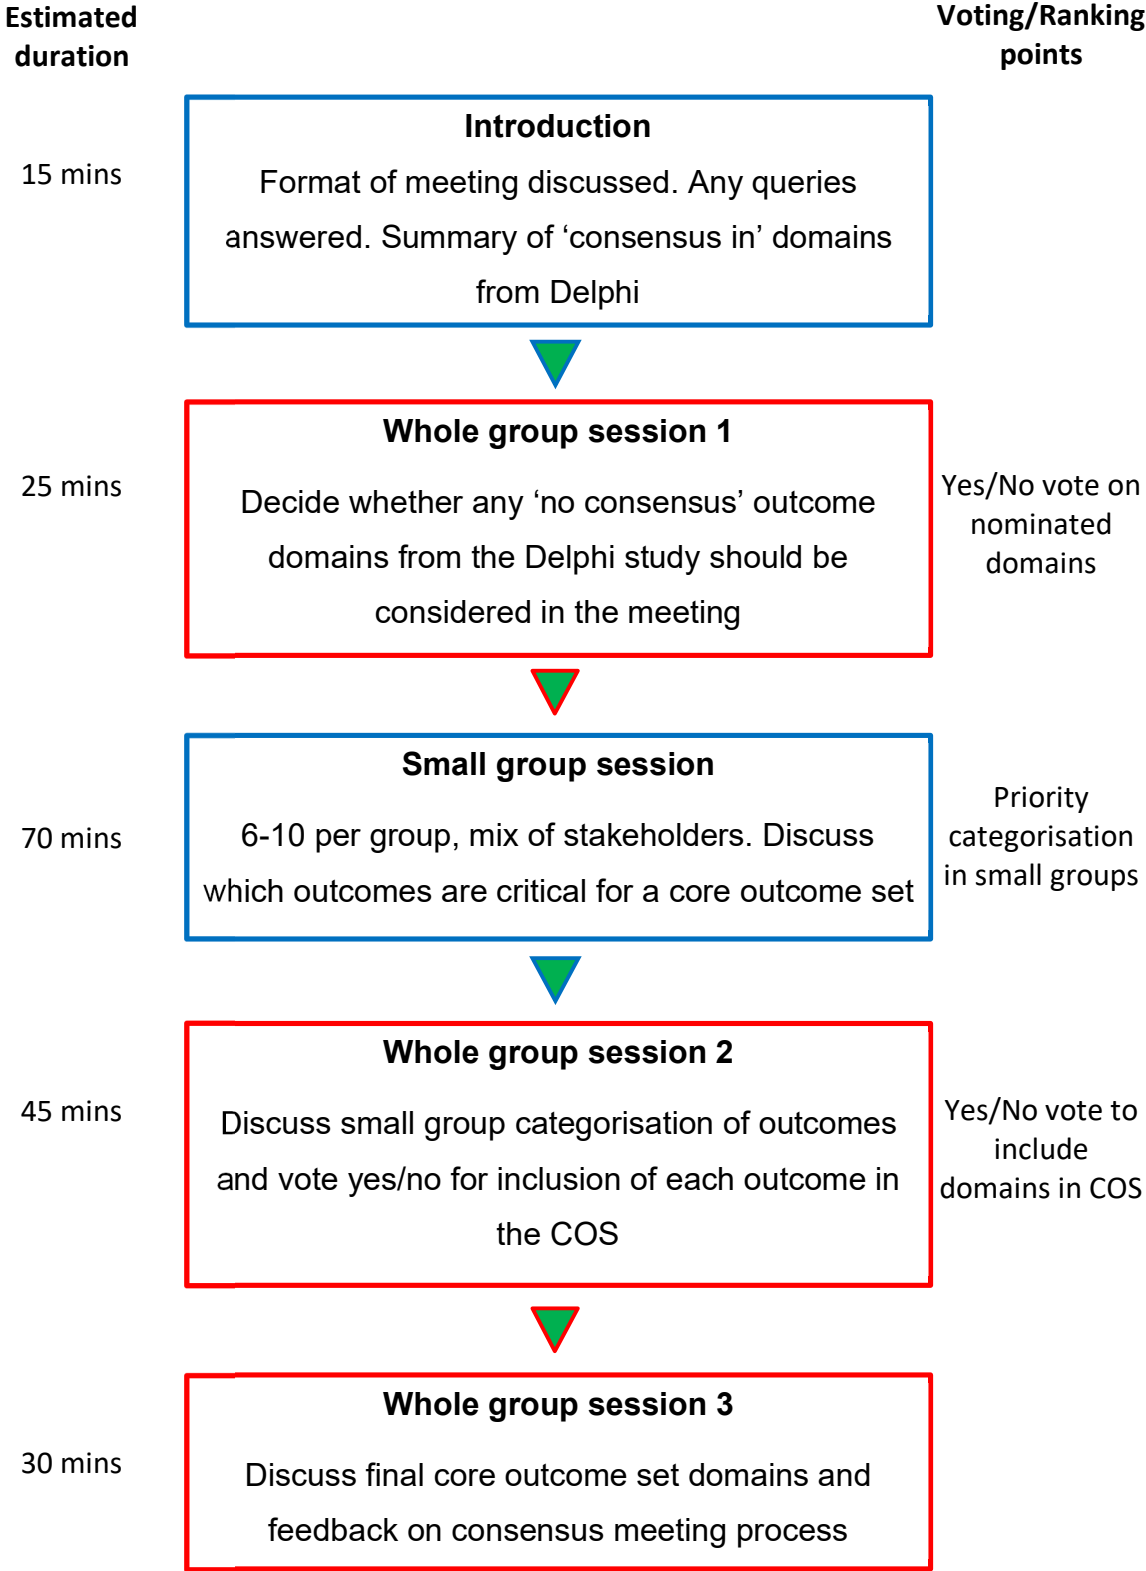 Estimated
duration
Voting/Ranking
points
Introduction
15 mins
Format of meeting discussed. Any queries
answered. Summary of ‘consensus in’ domains
from Delphi
Whole group session 1
25 mins
Decide whether any ‘no consensus’ outcome
domains from the Delphi study should be
considered in the meeting
Yes/No vote on
nominated
domains
Small group session
70 mins
6-10 per group, mix of stakeholders. Discuss
which outcomes are critical for a core outcome set
Priority
categorisation
in small groups
Whole group session 2
45 mins
Discuss small group categorisation of outcomes
and vote yes/no for inclusion of each outcome in
the COS
Yes/No vote to
include
domains in COS
Whole group session 3
30 mins
Discuss final core outcome set domains and
feedback on consensus meeting process